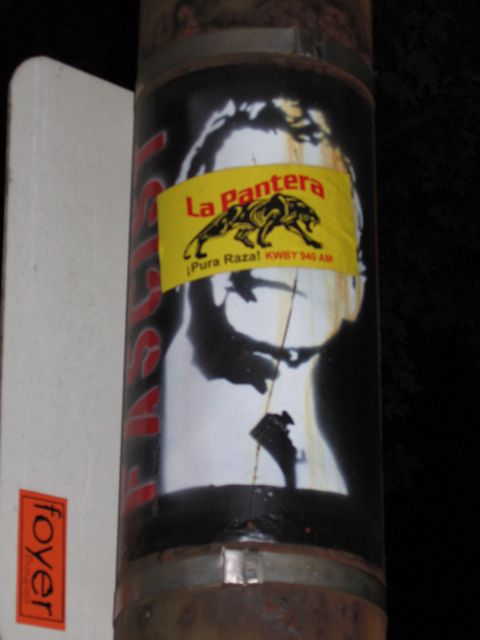 La Pantera
¡Pura Raza! KWBY 940 AM
FASCIST
foyer